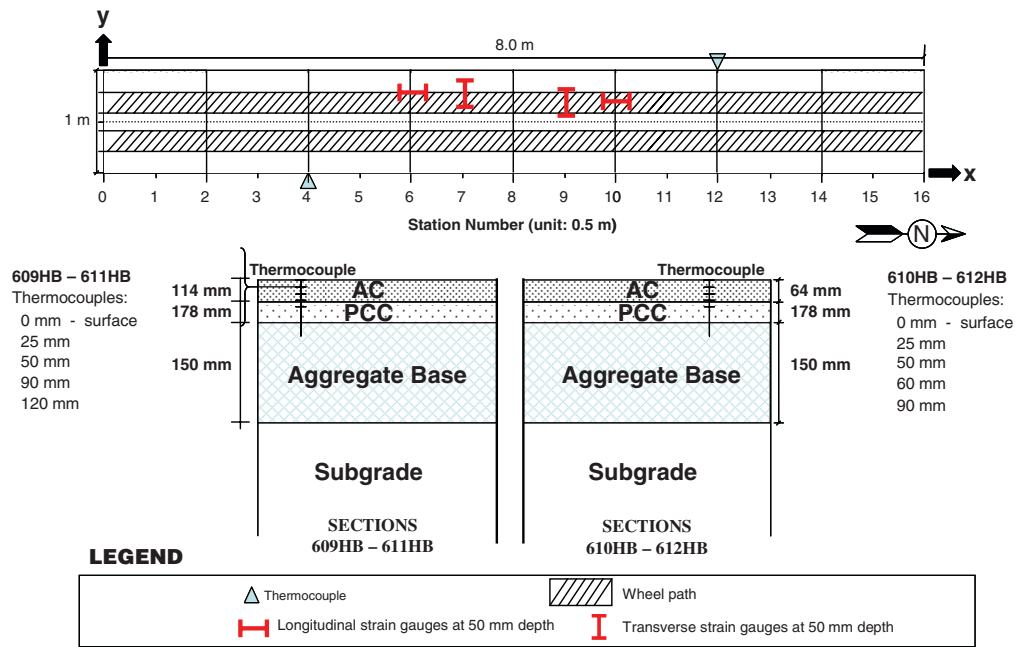 y
8.0 m
1 m
x
0 1 2 3 4 5 6 7 8 9 10 11 12 13 14 15 16
Station Number (unit: 0.5 m)
N
609HB – 611HB
Thermocouples:
0 mm - surface
25 mm
50 mm
90 mm
120 mm
Thermocouple
114 mm
178 mm
150 mm
AC
PCC
Aggregate Base
Subgrade
SECTIONS
609HB – 611HB
Thermocouple
AC
PCC
Aggregate Base
Subgrade
SECTIONS
610HB – 612HB
64 mm
178 mm
150 mm
610HB – 612HB
Thermocouples:
0 mm - surface
25 mm
50 mm
60 mm
90 mm
LEGEND
Thermocouple
Wheel path
Longitudinal strain gauges at 50 mm depth
Transverse strain gauges at 50 mm depth